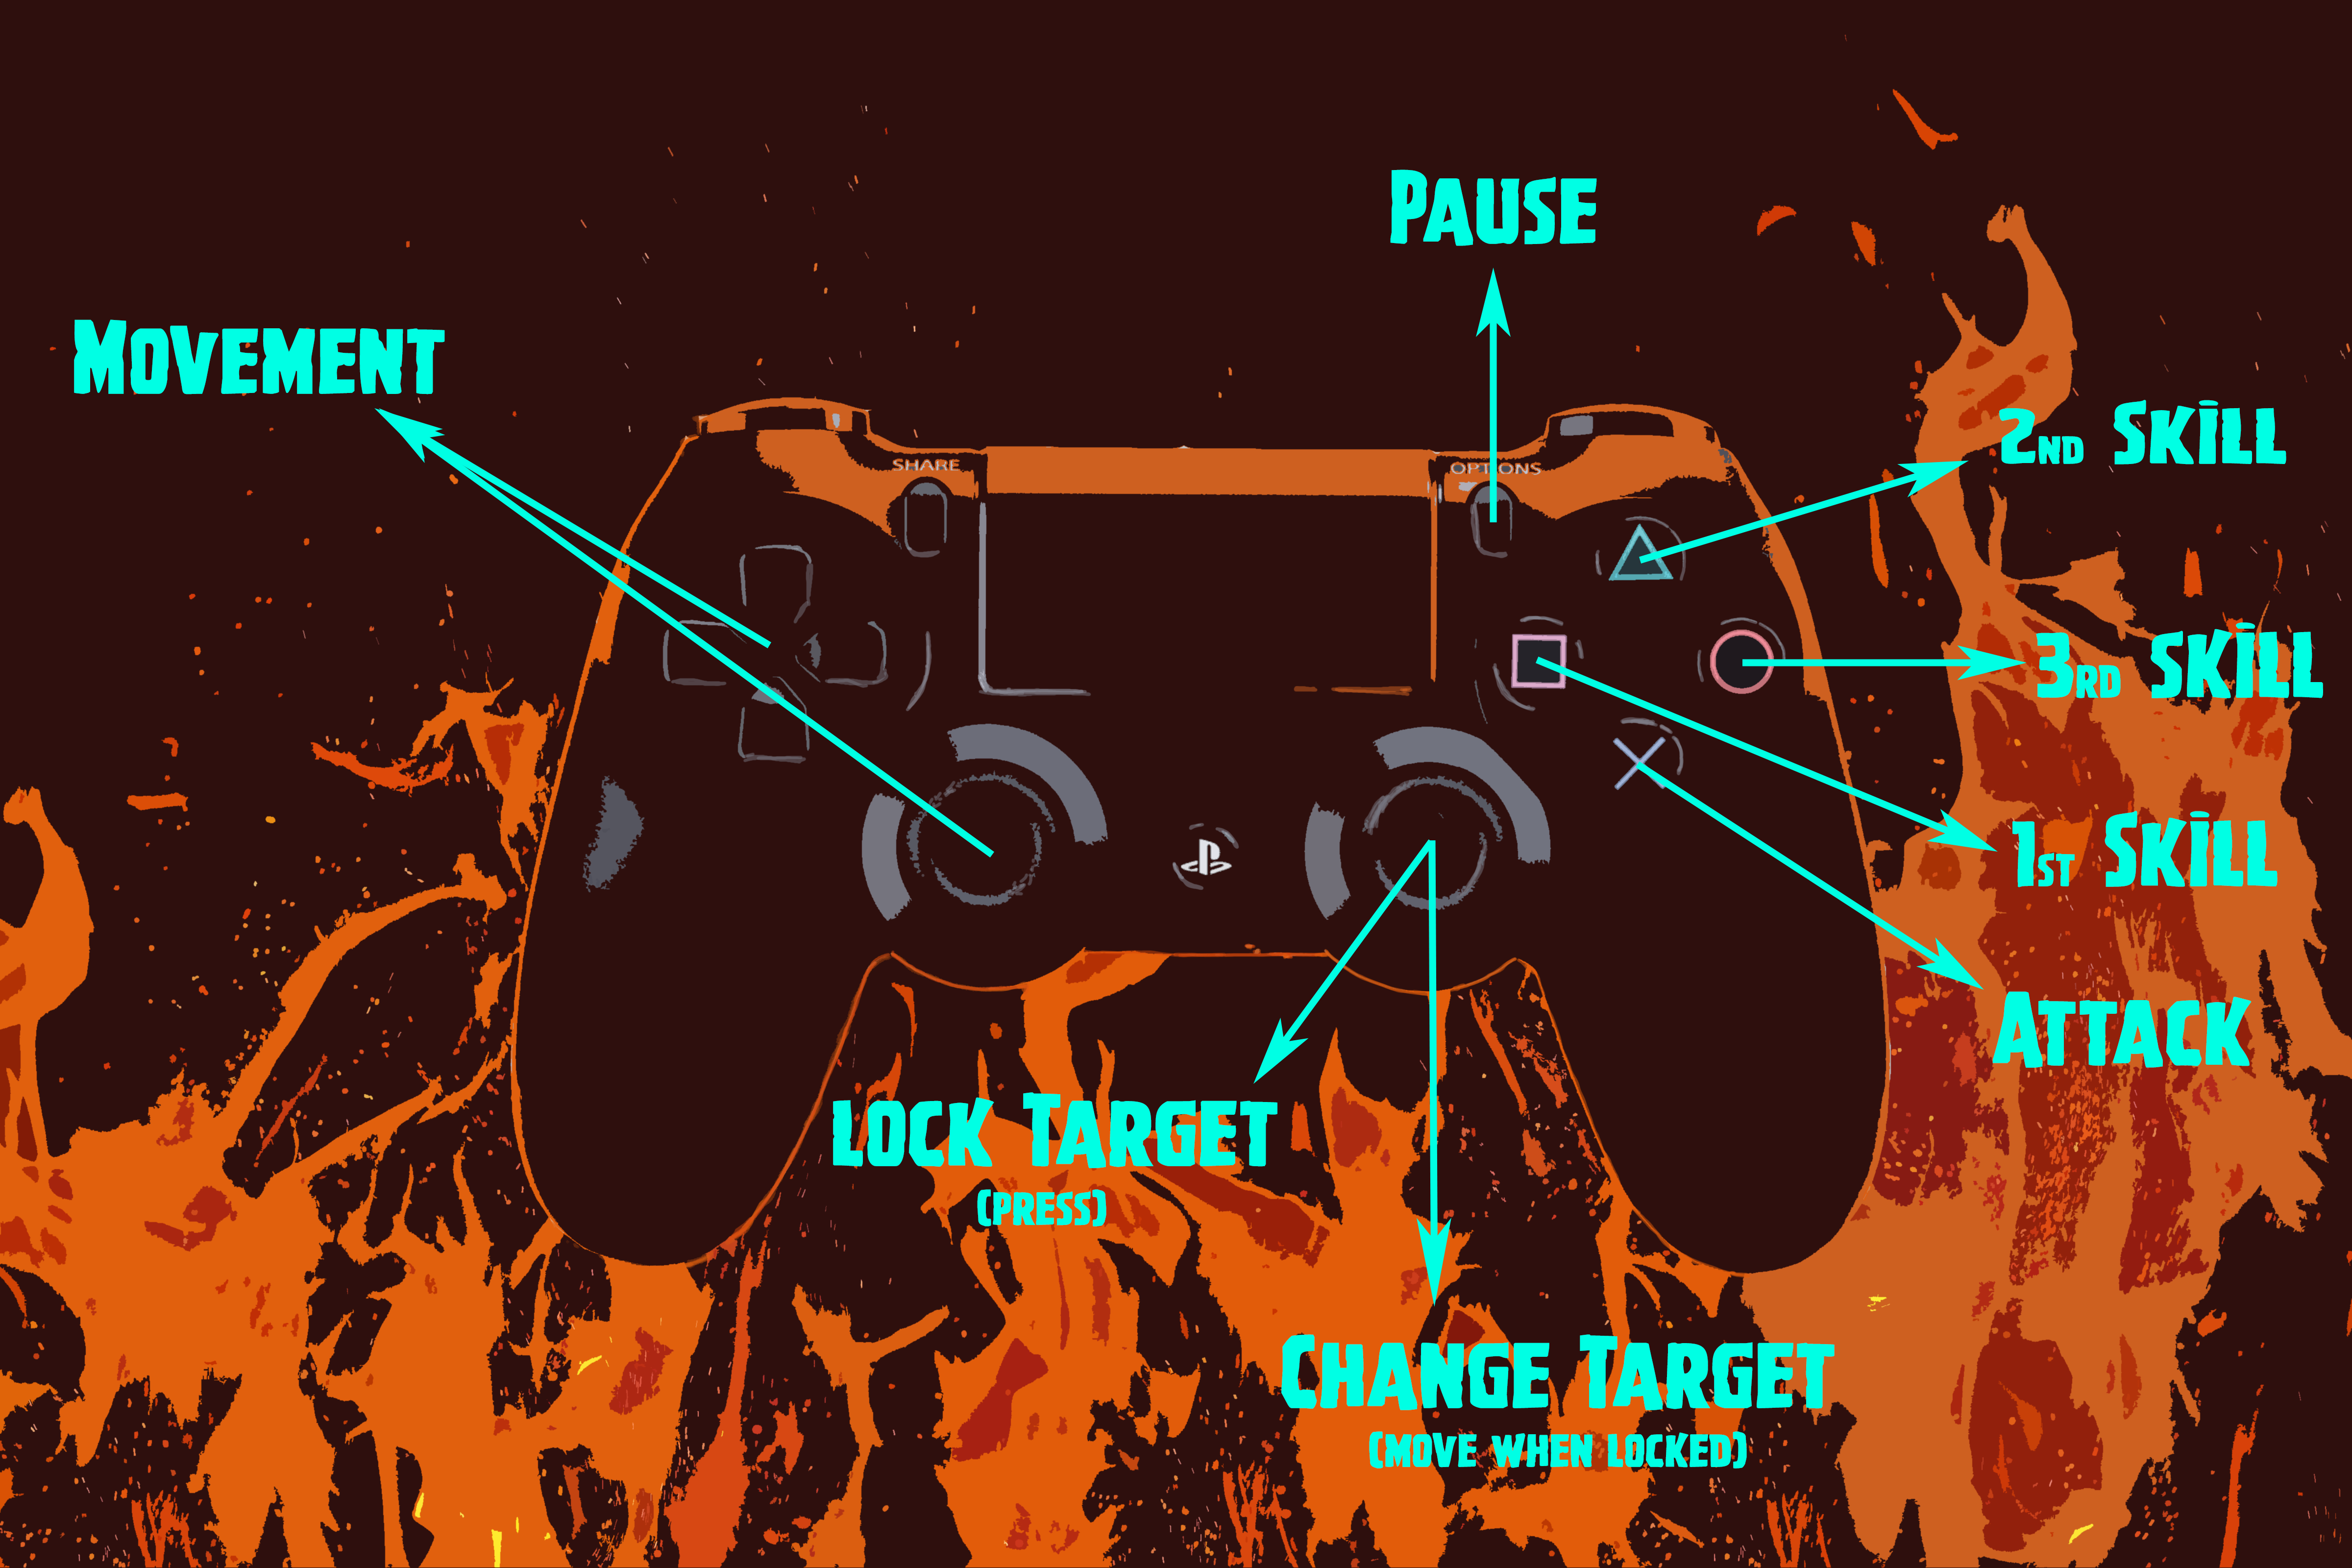 PAUSE
MOVEMENT
2ND SKILL
SHARE
OPTIONS
3RD SKILL
1ST SKILL
ATTACK
LOCK TARGET
(PRESS)
CHANGE TARGET
(MOVE WHEN LOCKED)